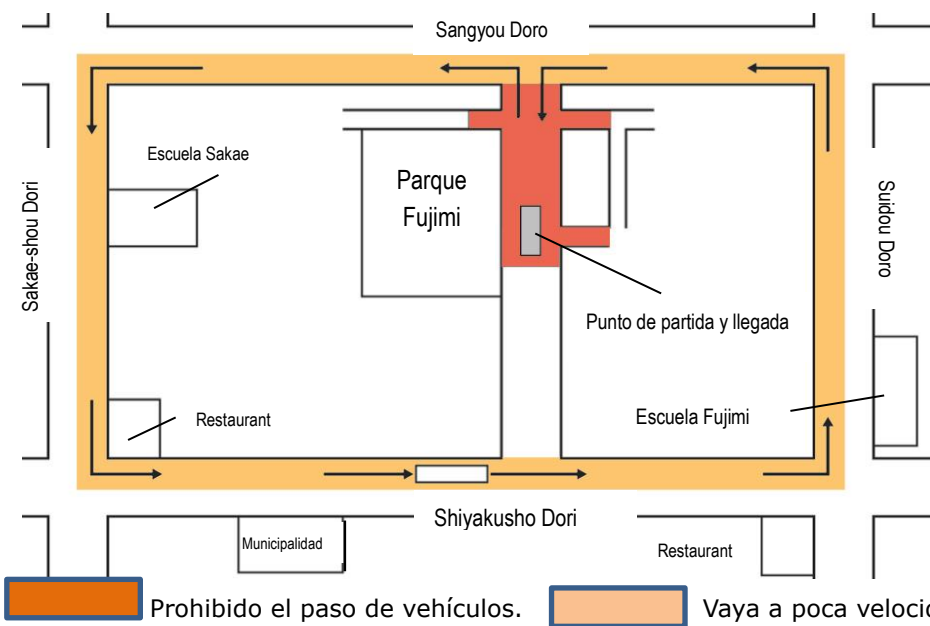 Sangyou Doro
Escuela Sakae
Parque
Fujimi
Sakae-shou Dori
Suidou Doro
Punto de partida y llegada
Restaurant
Escuela Fujimi
Shiyakusho Dori
Municipalidad
Restaurant
Prohibido el paso de vehículos.
Vaya a poca